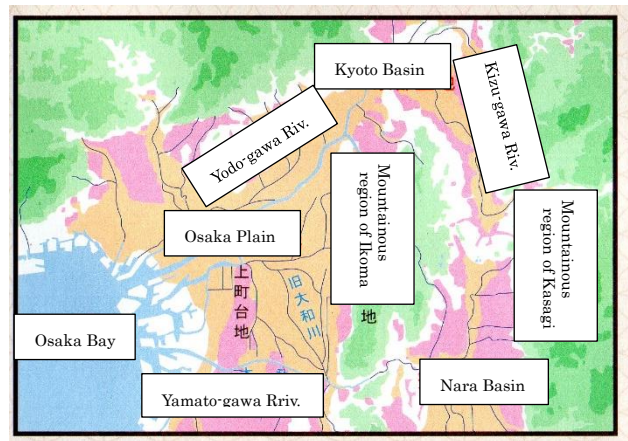 Kyoto Basin
Kizu-gawa Riv.
Yodo-gawa Riv.
Mountainous
region of Ikoma
Mountainous
region of Kasagi
Osaka Plain
上町台地
旧大和川
地
Osaka Bay
Nara Basin
Yamato-gawa Rriv.